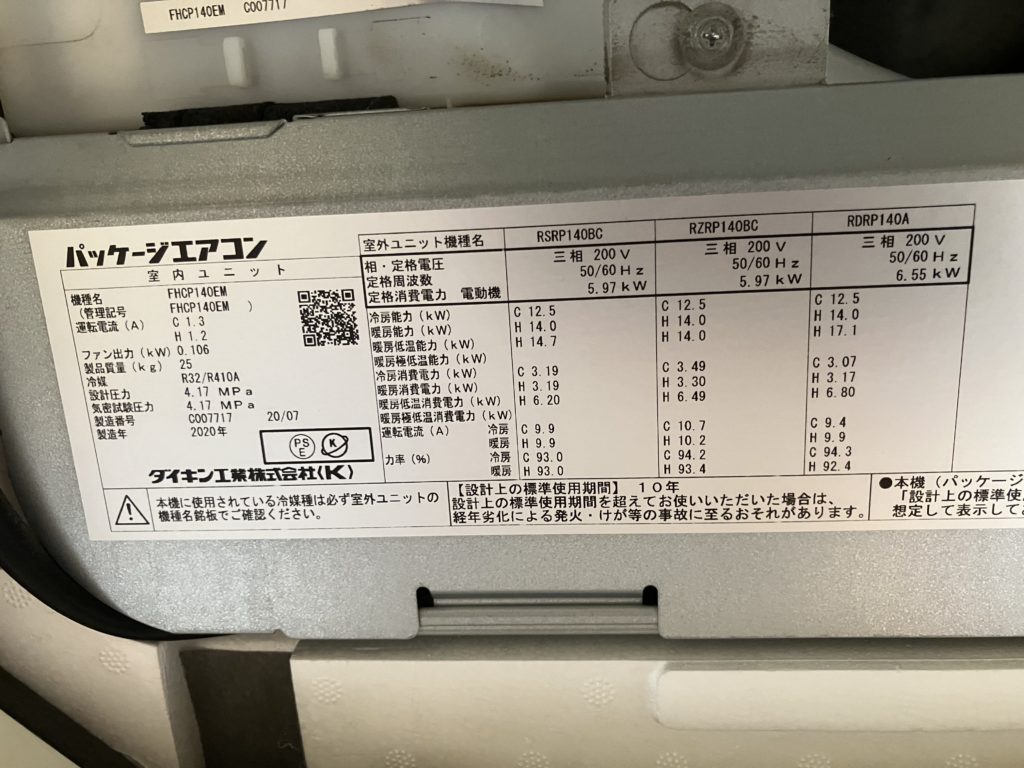 FHCP140EM C007717
パッケージエアコン
室内ユニット
機種名 FHCP140EM
(管理記号 FHCP140EM )
運転電流(A) C 1.3
H 1.2
ファン出力(kW) 0.106
製品質量(kg) 25
冷媒 R32/R410A
設計圧力 4.17 MPa
気密試験圧力 4.17 MPa
製造番号 C007717 20/07
製造年 2020年
PS
E
K
ダイキン工業株式会社(K)
室外ユニット機種名 RSRP140BC RZRP140BC RDRP140A
相・定格電圧 三相 200V 三相 200V 三相 200V
定格周波数 50/60Hz 50/60Hz 50/60Hz
定格消費電力 電動機 5.97kW 5.97kW 6.55kW
冷房能力(kW) C 12.5 C 12.5 C 12.5
暖房能力(kW) H 14.0 H 14.0 H 14.0
暖房低温能力(kW) H 14.7 H 14.0 H 17.1
暖房極低温能力(kW)
冷房消費電力(kW) C 3.19 C 3.49 C 3.07
暖房消費電力(kW) H 3.19 H 3.30 H 3.17
暖房低温消費電力(kW) H 6.20 H 6.49 H 6.80
暖房極低温消費電力(kW)
運転電流(A) 冷房 C 9.9 C 10.7 C 9.4
暖房 H 9.9 H 10.2 H 9.9
力率(%) 冷房 C 93.0 C 94.2 C 94.3
暖房 H 93.0 H 93.4 H 92.4
本機に使用されている冷媒種は必ず室外ユニットの
機種名銘板でご確認ください。
【設計上の標準使用期間】 10年
設計上の標準使用期間を超えてお使いいただいた場合は、
経年劣化による発火・けが等の事故に至るおそれがあります。
●本機(パッケージ
「設計上の標準使
想定して表示して